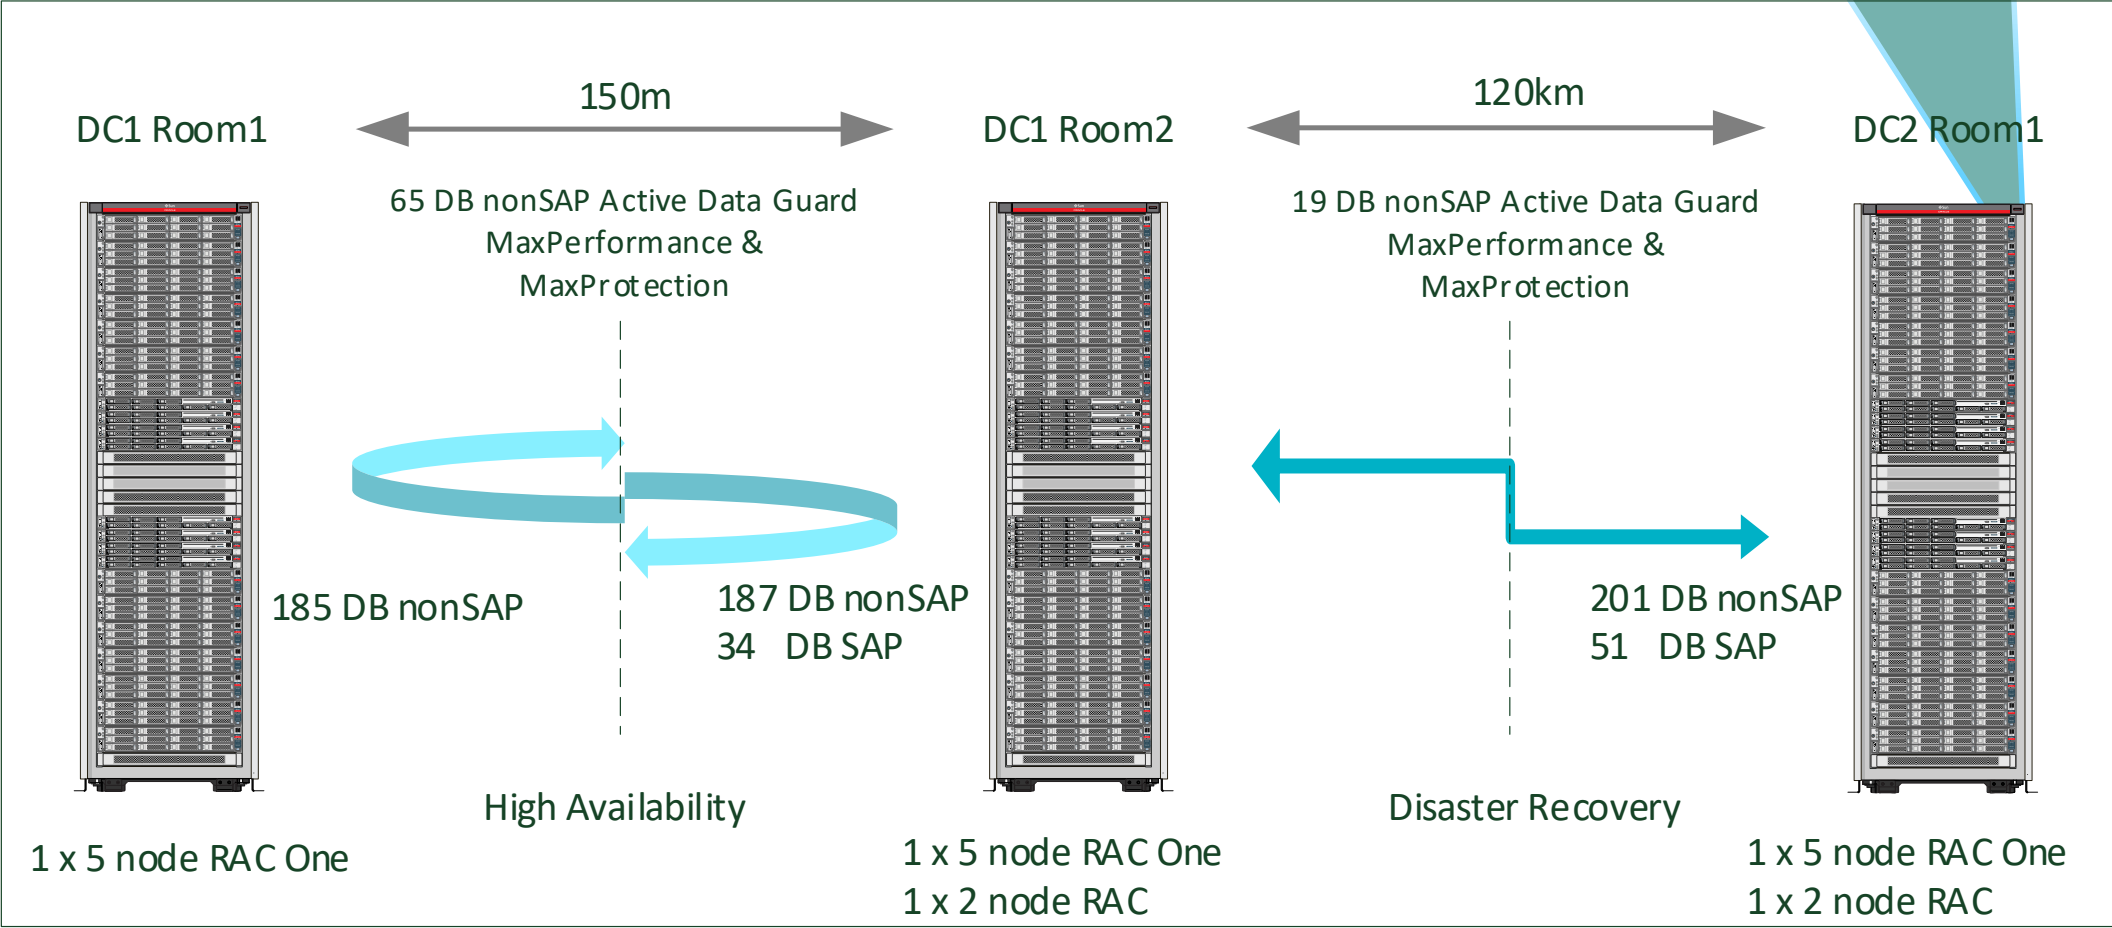 150m
120km
DC1 Room1
DC1 Room2
DC2 Room1
65 DB nonSAP Active Data Guard
MaxPerformance &
MaxProtection
19 DB nonSAP Active Data Guard
MaxPerformance &
MaxProtection
185 DB nonSAP
187 DB nonSAP
34 DB SAP
201 DB nonSAP
51 DB SAP
High Availability
Disaster Recovery
1 x 5 node RAC One
1 x 5 node RAC One
1 x 2 node RAC
1 x 5 node RAC One
1 x 2 node RAC